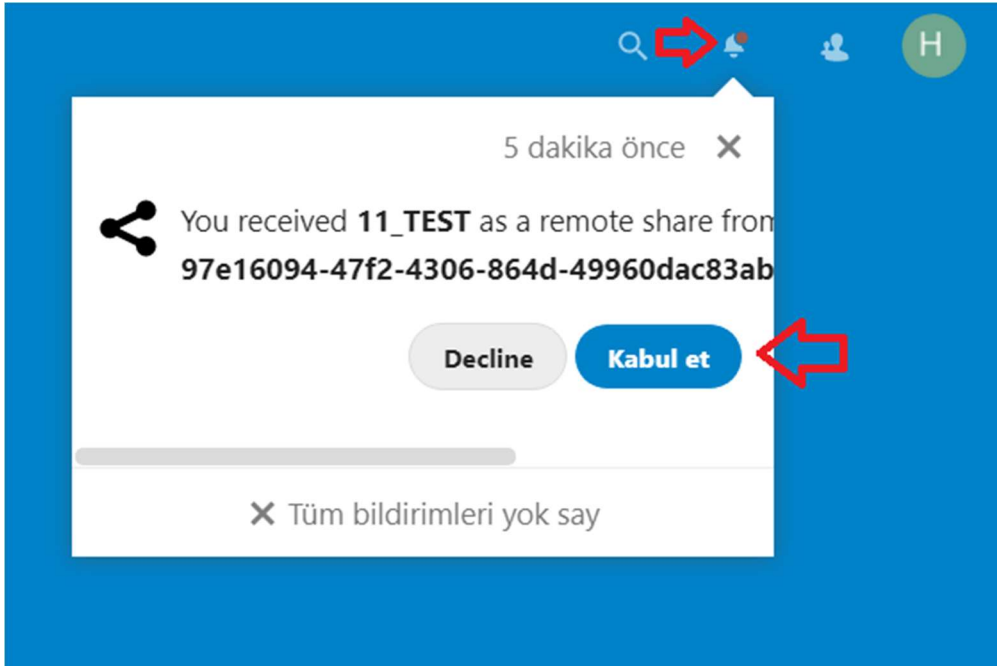 H
5 dakika önce
You received 11_TEST as a remote share from
97e16094-47f2-4306-864d-49960dac83ab
Decline
Kabul et
Tüm bildirimleri yok say